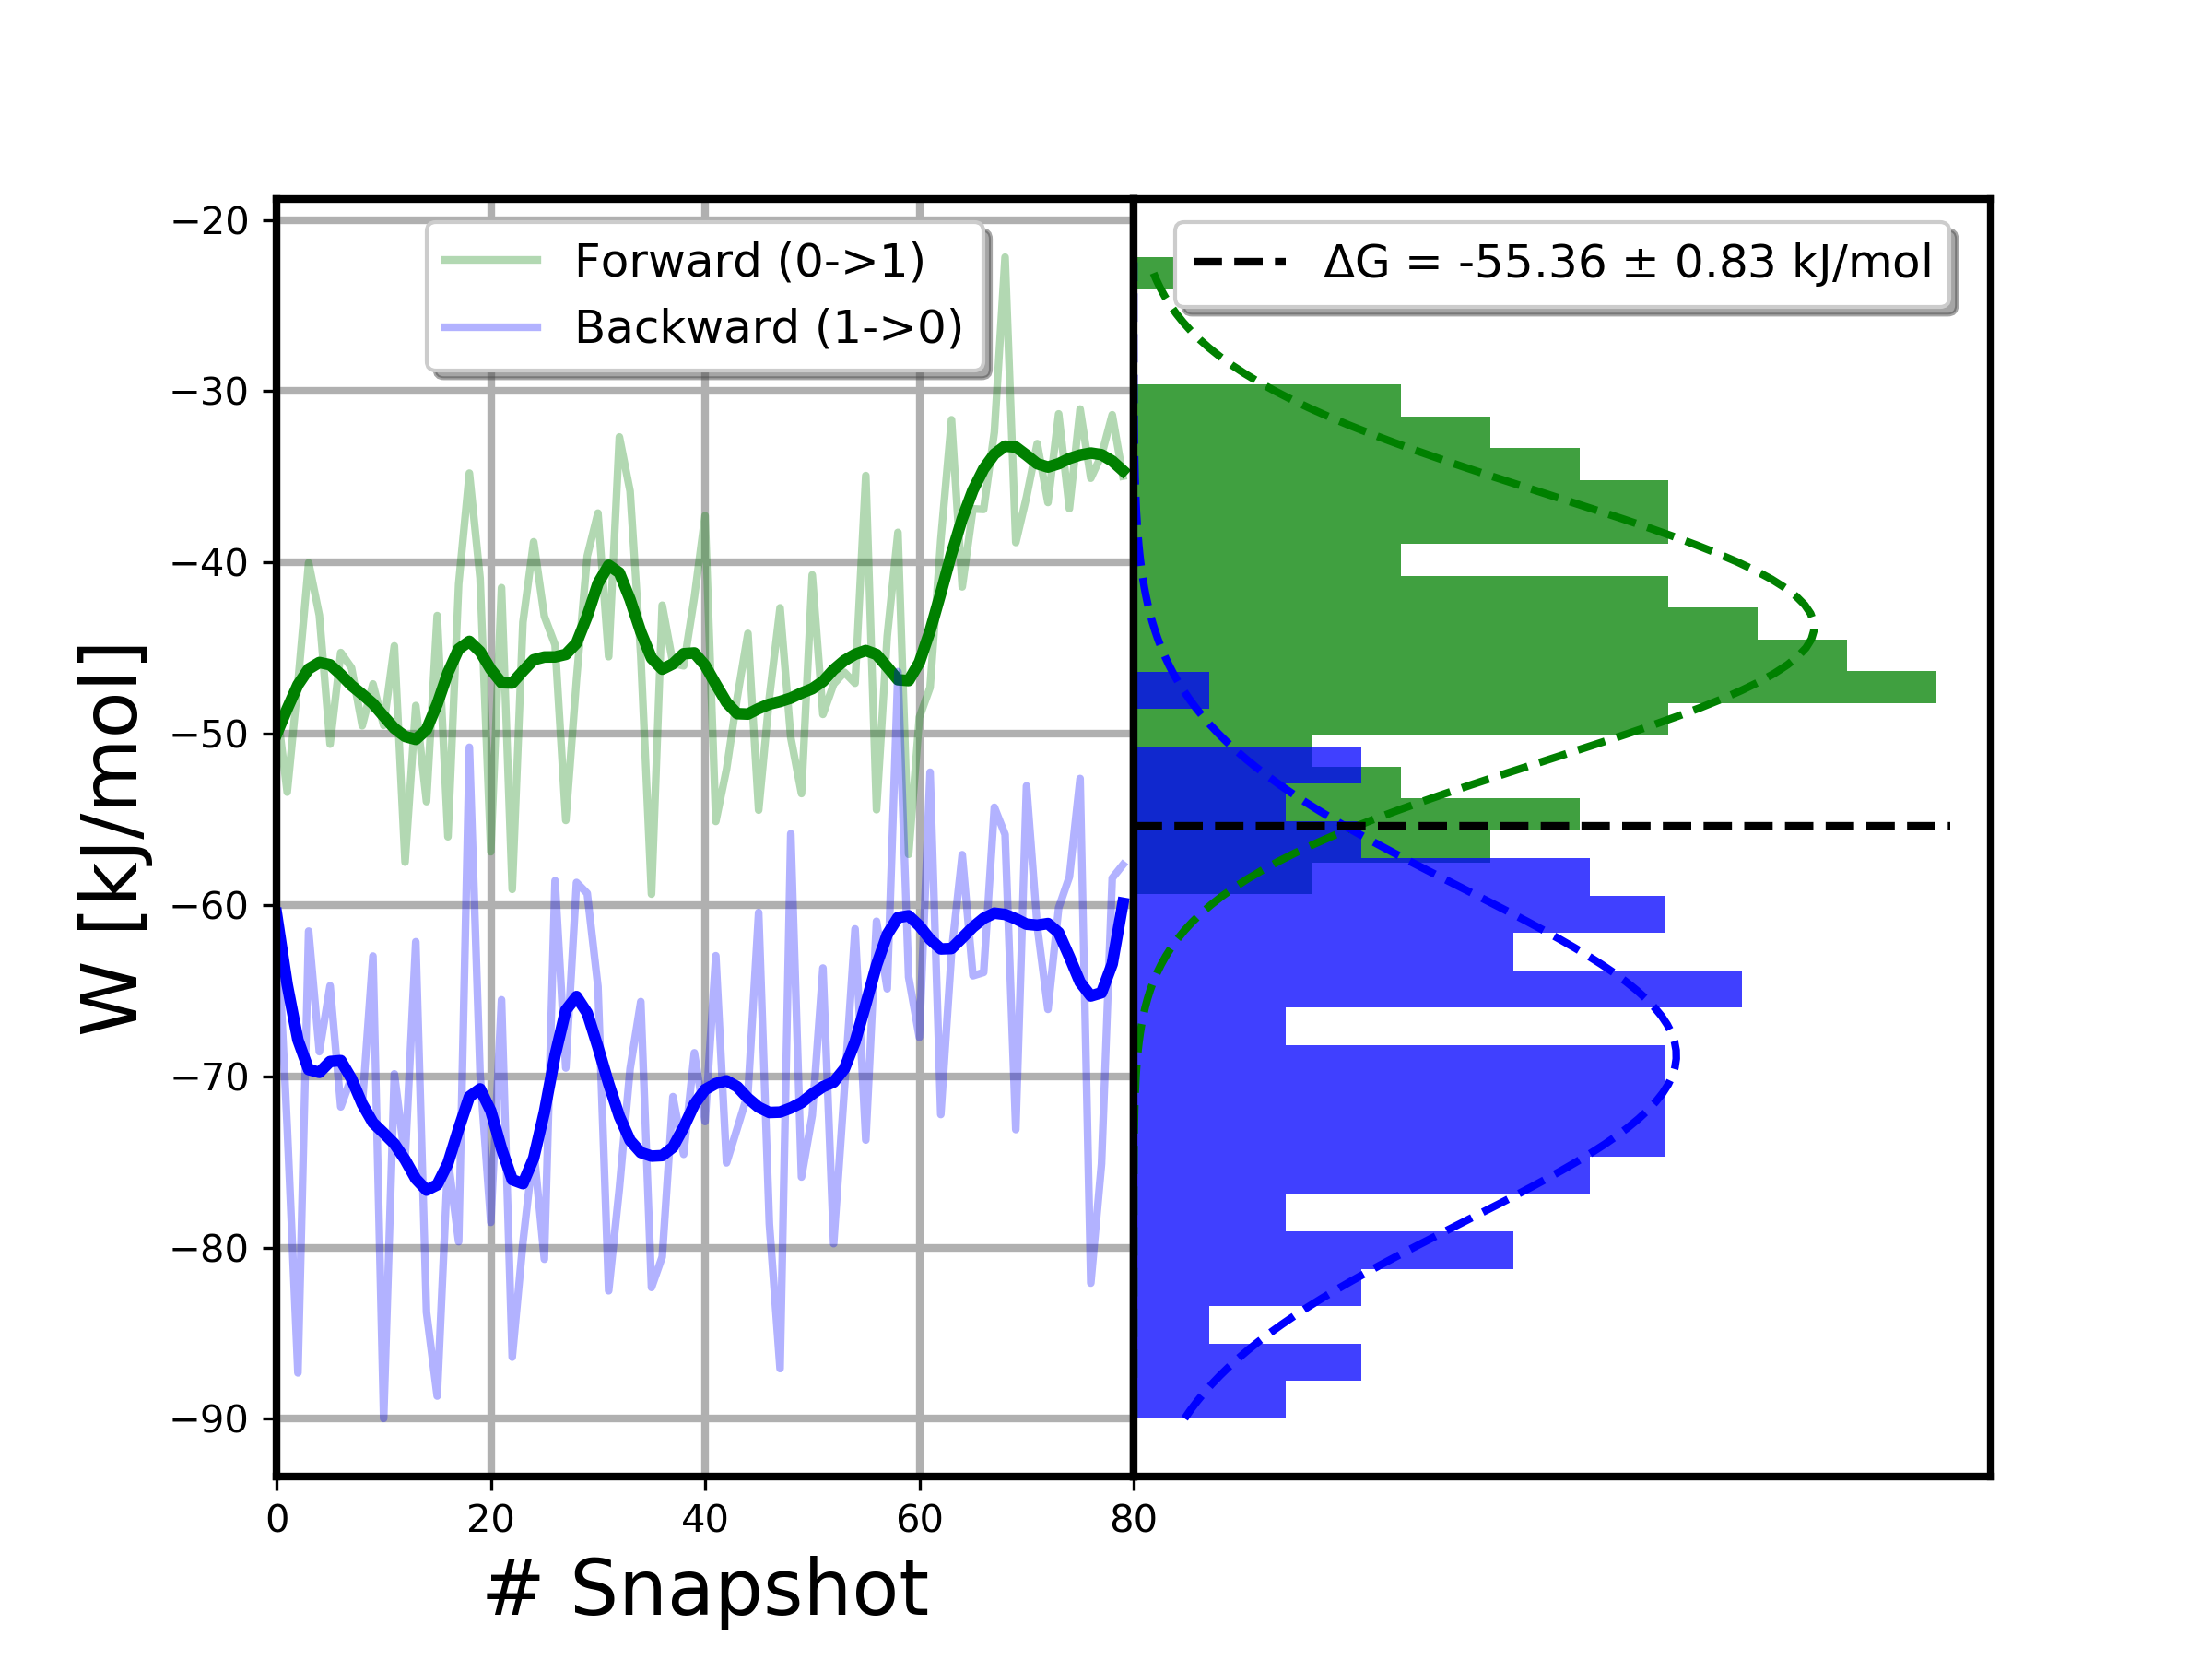 −20
−30
−40
−50
−60
−70
−80
−90
W [kJ/mol]
Forward (0->1)
Backward (1->0)
ΔG = -55.36 ± 0.83 kJ/mol
0 20 40 60 80
# Snapshot